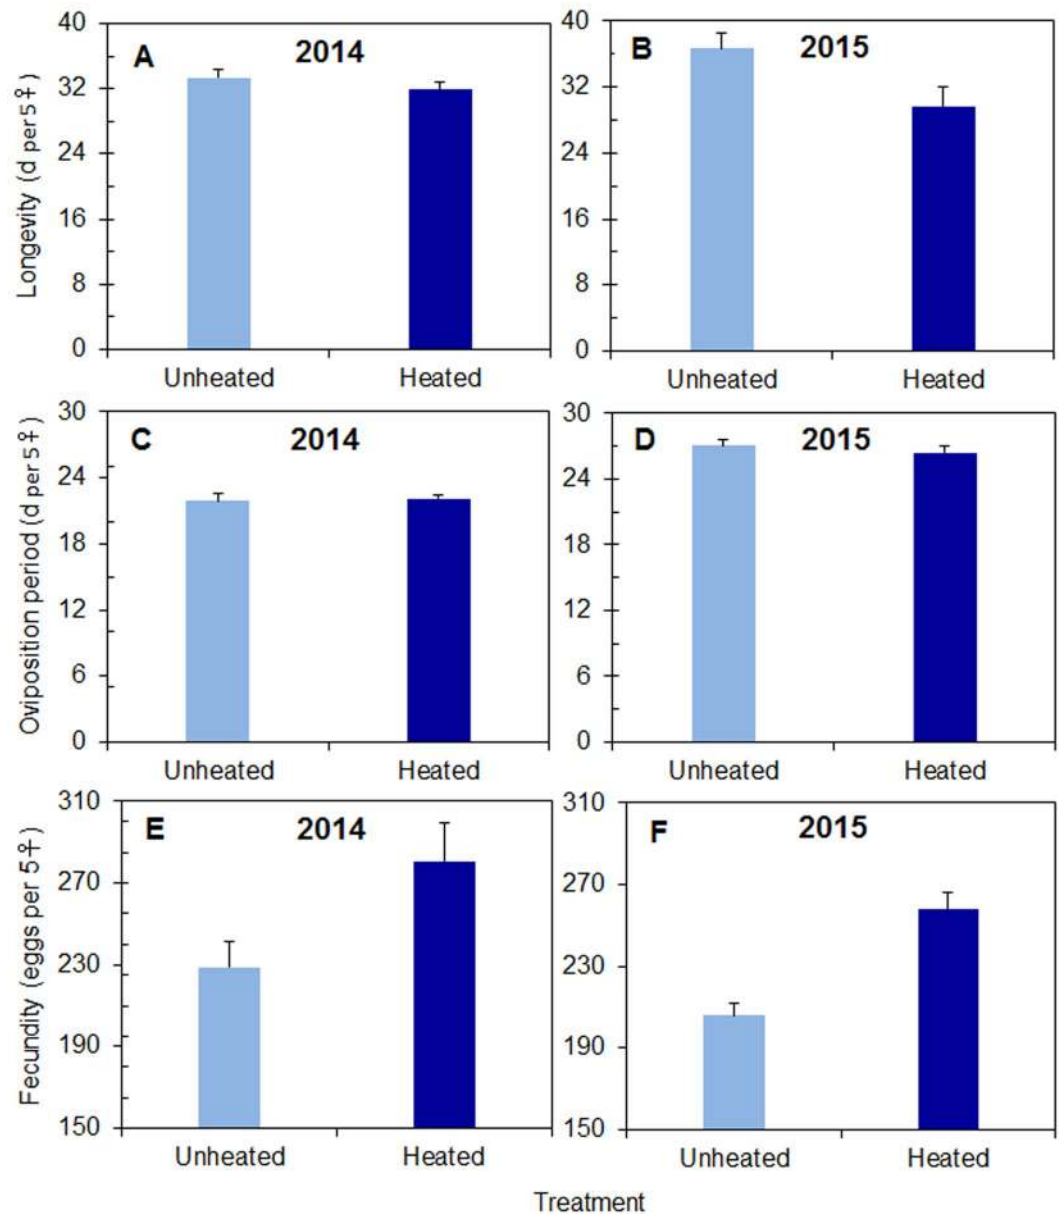 A 2014
Longevity (d per 5♀)
40
32
24
16
8
0
Unheated Heated
B 2015
40
32
24
16
8
0
Unheated Heated
C 2014
Oviposition period (d per 5♀)
30
24
18
12
6
0
Unheated Heated
D 2015
30
24
18
12
6
0
Unheated Heated
E 2014
Fecundity (eggs per 5♀)
310
270
230
190
150
Unheated Heated
F 2015
310
270
230
190
150
Unheated Heated
Treatment